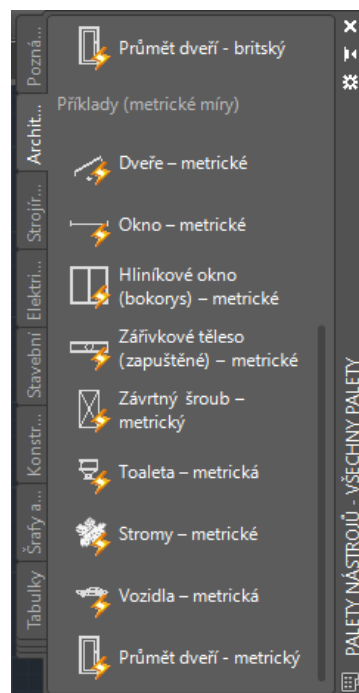 Průmět dveří - britský
Příklady (metrické míry)
Dveře – metrické
Okno – metrické
Hliníkové okno
(bokorys) – metrické
Zářivkové těleso
(zapuštěné) – metrické
Závrtný šroub –
metrický
Toaleta – metrická
Stromy – metrické
Vozidla – metrická
Průmět dveří - metrický
Pozná...
Archit...
Strojír...
Elektri...
Stavební
Konstr...
Šrafy a...
Tabulky
PALETY NÁSTROJŮ - VŠECHNY PALETY